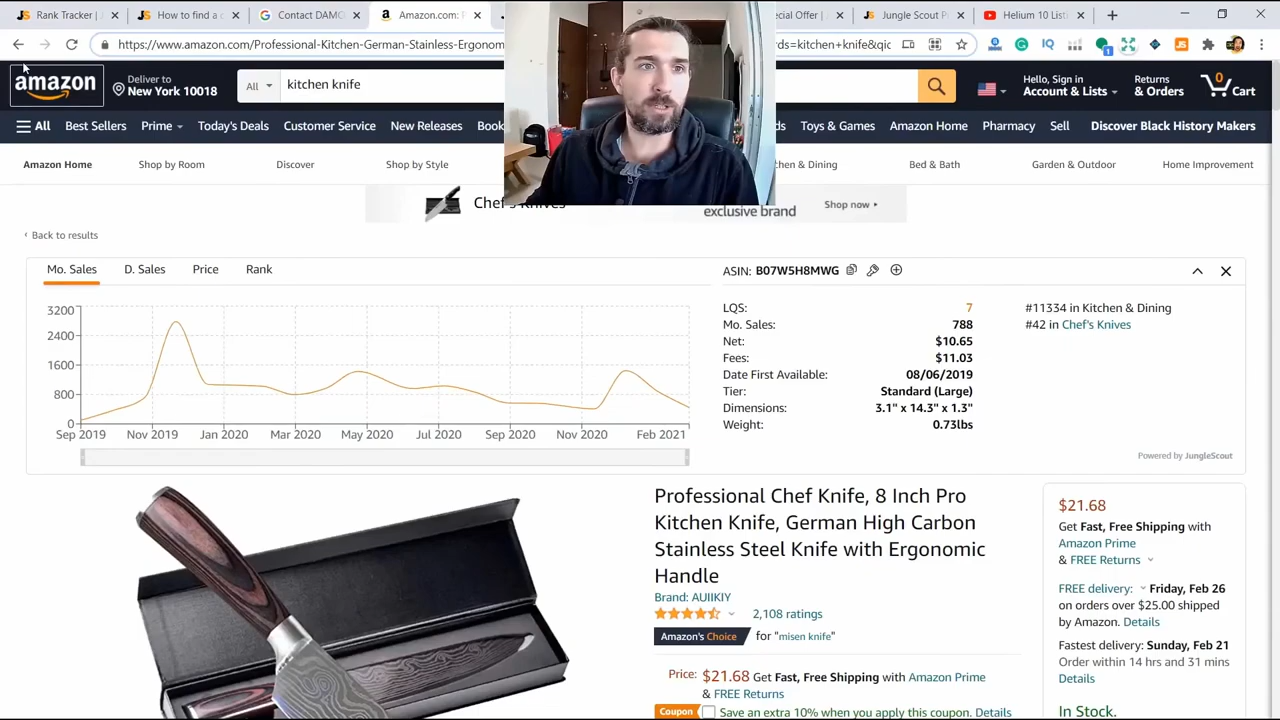 Rank Tracker | J
How to find a c
Contact DAMC
Amazon.com: P
ecial Offer |
Jungle Scout P
Helium 10 List
https://www.amazon.com/Professional-Kitchen-German-Stainless-Ergonom
rds=kitchen+knife&qid
1
amazon
Deliver to
New York 10018
All
kitchen knife
Hello, Sign in
Account & Lists
Returns
& Orders
0
Cart
All
Best Sellers
Prime
Today's Deals
Customer Service
New Releases
Book
ds
Toys & Games
Amazon Home
Pharmacy
Sell
Discover Black History Makers
Amazon Home
Shop by Room
Discover
Shop by Style
chen & Dining
Bed & Bath
Garden & Outdoor
Home Improvement
Chef's Knives
exclusive brand
Shop now
‹ Back to results
Mo. Sales
D. Sales
Price
Rank
3200
2400
1600
800
0
Sep 2019
Nov 2019
Jan 2020
Mar 2020
May 2020
Jul 2020
Sep 2020
Nov 2020
Feb 2021
ASIN: B07W5H8MWG
LQS: 7
Mo. Sales: 788
Net: $10.65
Fees: $11.03
Date First Available: 08/06/2019
Tier: Standard (Large)
Dimensions: 3.1" x 14.3" x 1.3"
Weight: 0.73lbs
#11334 in Kitchen & Dining
#42 in Chef's Knives
Powered by JungleScout
Professional Chef Knife, 8 Inch Pro
Kitchen Knife, German High Carbon
Stainless Steel Knife with Ergonomic
Handle
Brand: AUIIKIY
2,108 ratings
Amazon's Choice for "misen knife"
Price: $21.68 Get Fast, Free Shipping with Amazon Prime
& FREE Returns
Coupon Save an extra 10% when you apply this coupon. Details
$21.68
Get Fast, Free Shipping with
Amazon Prime
& FREE Returns
FREE delivery: Friday, Feb 26
on orders over $25.00 shipped
by Amazon. Details
Fastest delivery: Sunday, Feb 21
Order within 14 hrs and 31 mins
Details
In Stock.